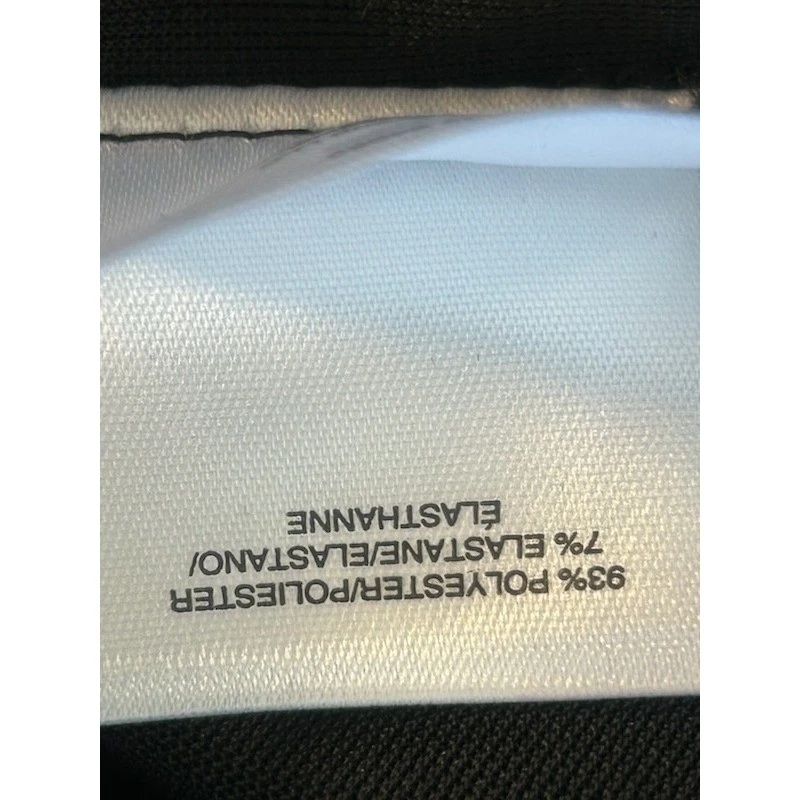 93% POLYESTER/POLIESTER
7% ELASTANE/ELASTANO/
ÉLASTHANNE